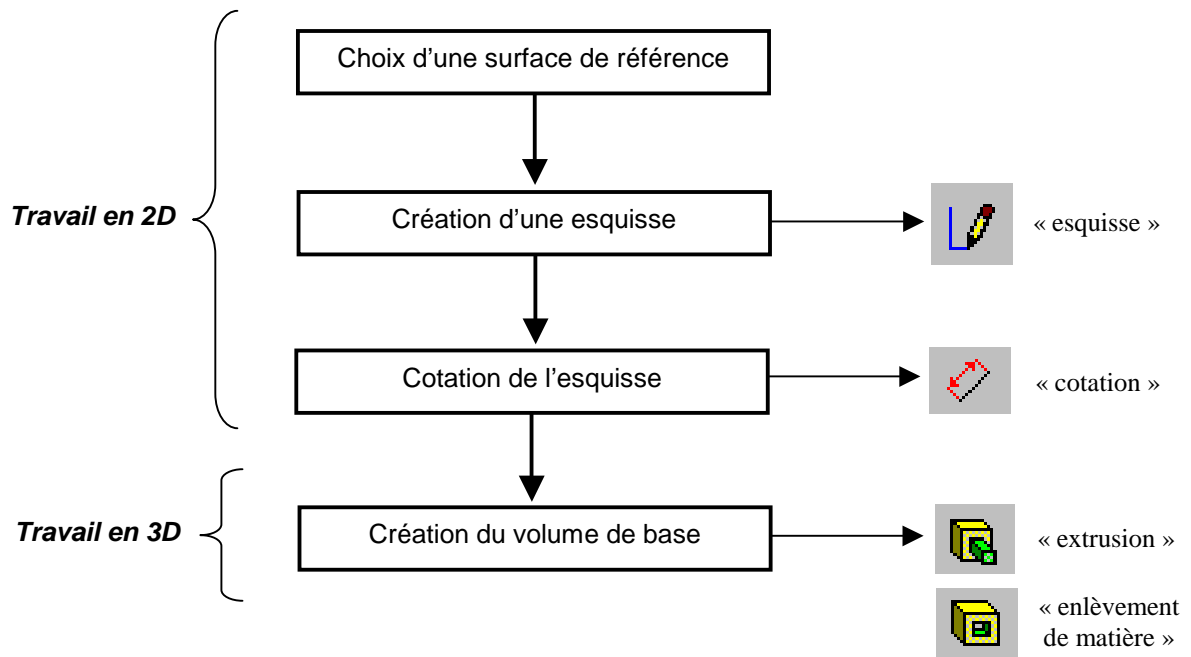 Choix d’une surface de référence
Travail en 2D
Création d’une esquisse
« esquisse »
Cotation de l’esquisse
« cotation »
Travail en 3D
Création du volume de base
« extrusion »
« enlèvement
de matière »